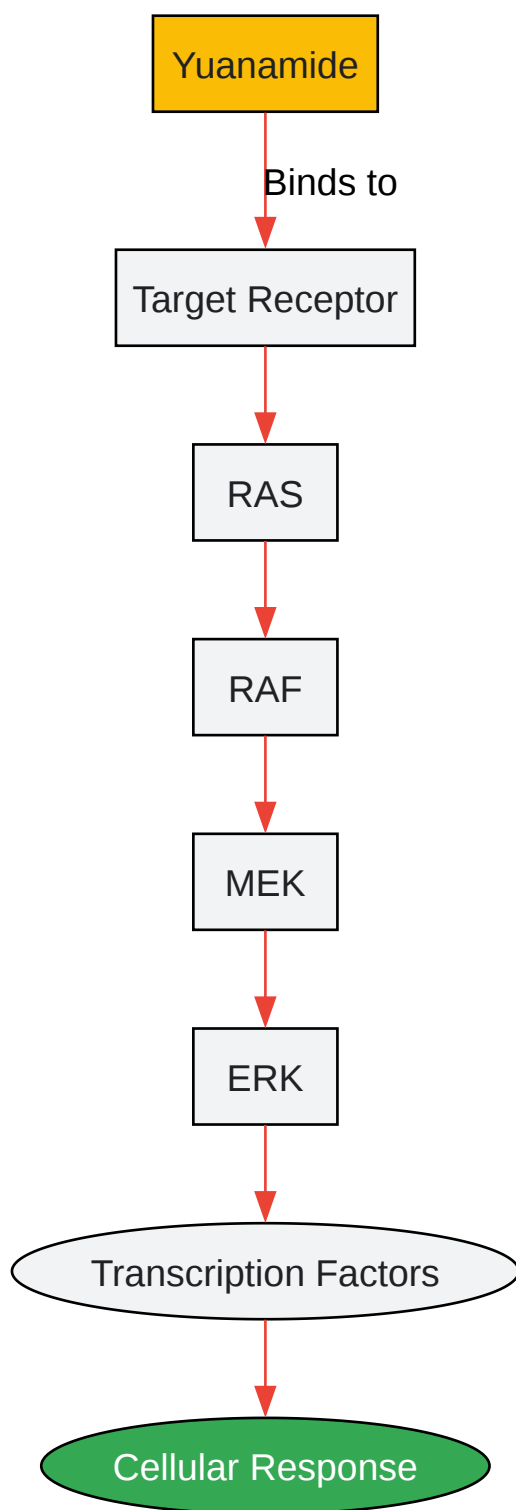 Yuanamide
Binds to
Target Receptor
RAS
RAF
MEK
ERK
Transcription Factors
Cellular Response